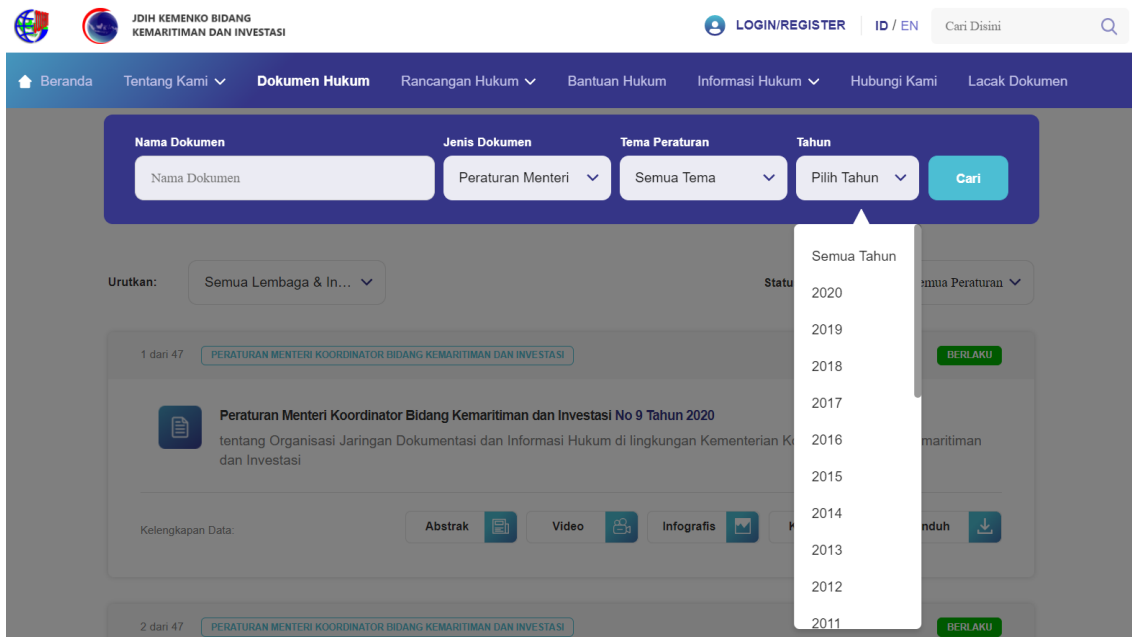 JDIH KEMENKO BIDANG
KEMARITIMAN DAN INVESTASI
LOGIN/REGISTER
ID / EN
Cari Disini
Beranda
Tentang Kami
Dokumen Hukum
Rancangan Hukum
Bantuan Hukum
Informasi Hukum
Hubungi Kami
Lacak Dokumen
Nama Dokumen
Jenis Dokumen
Tema Peraturan
Tahun
Nama Dokumen
Peraturan Menteri
Semua Tema
Pilih Tahun
Cari
Semua Tahun
2020
2019
2018
2017
2016
2015
2014
2013
2012
2011
Urutkan:
Semua Lembaga & In...
Statu
emua Peraturan
1 dari 47
PERATURAN MENTERI KOORDINATOR BIDANG KEMARITIMAN DAN INVESTASI
BERLAKU
Peraturan Menteri Koordinator Bidang Kemaritiman dan Investasi No 9 Tahun 2020
tentang Organisasi Jaringan Dokumentasi dan Informasi Hukum di lingkungan Kementerian K maritiman
dan Investasi
Kelengkapan Data:
Abstrak
Video
Infografis
nduh
2 dari 47
PERATURAN MENTERI KOORDINATOR BIDANG KEMARITIMAN DAN INVESTASI
BERLAKU